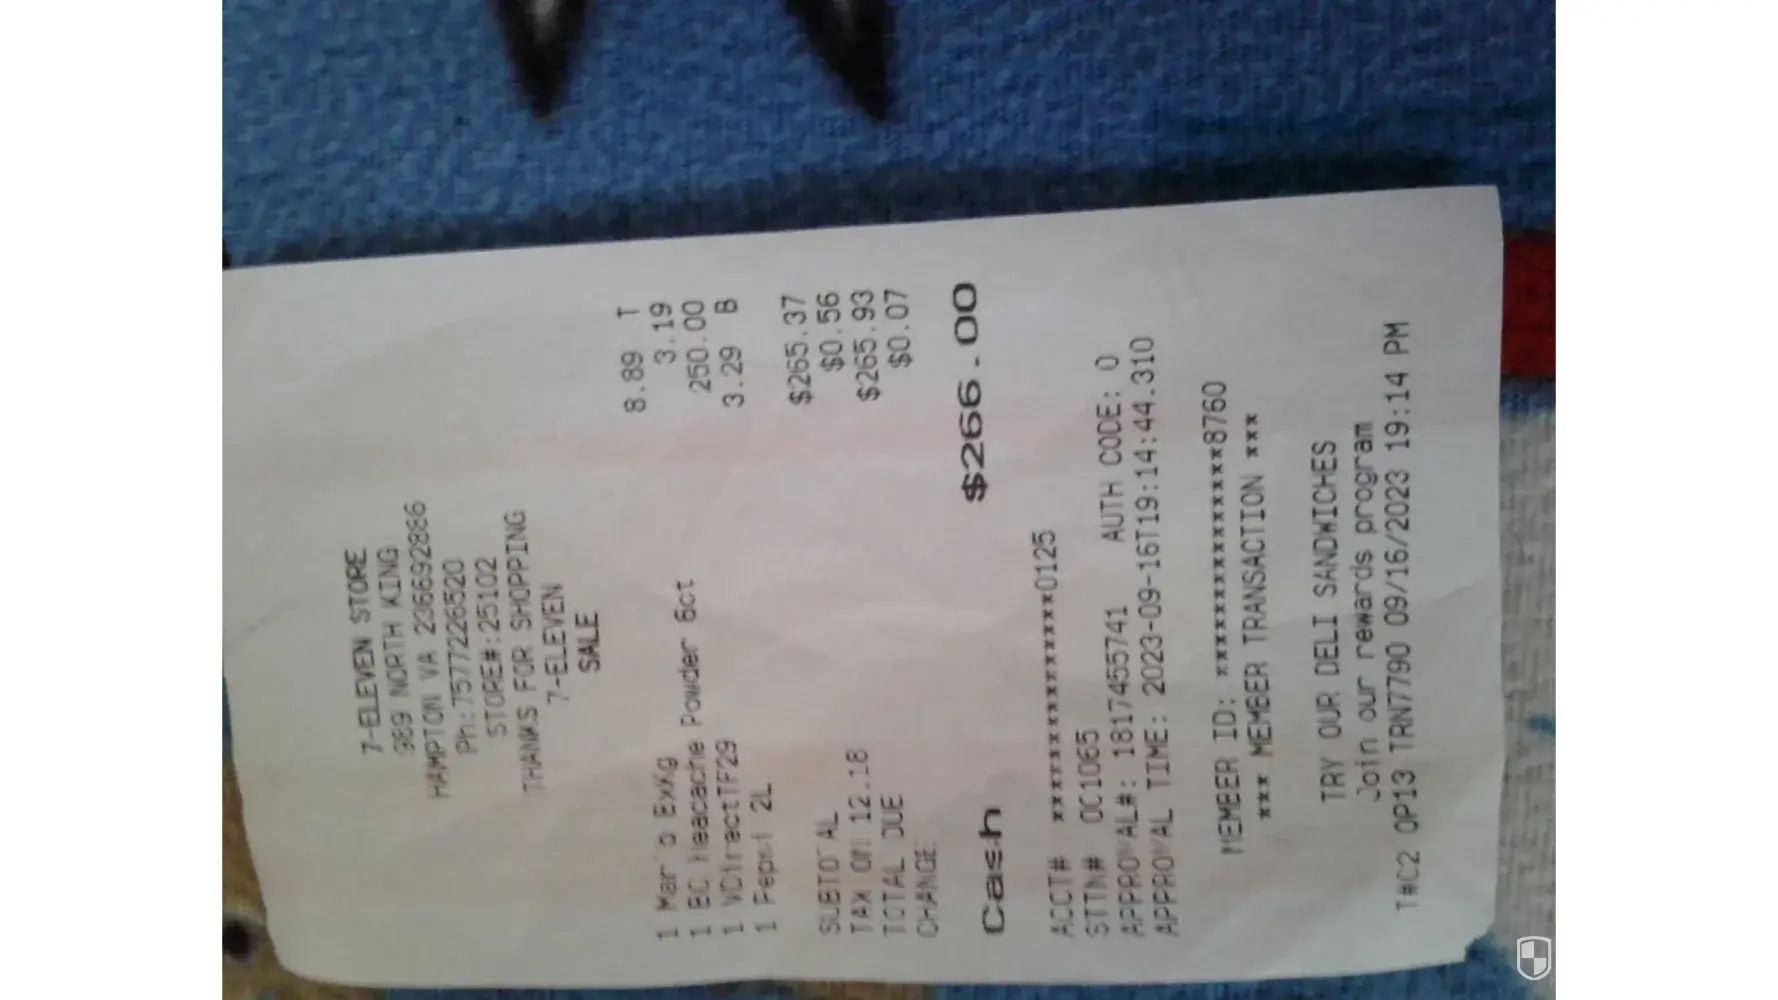 7-ELEVEN STORE
989 NORTH KING
HAMPTON VA 2366692886
Ph:7577226520
STORE#:25102
THANKS FOR SHOPPING
7-ELEVEN
SALE
1 Mar o BxKg 8.89 T
1 BC Headache Powder 6ct 3.19
1 VDirectTF29 250.00
1 Pepsi 2L 3.29 B
SUBTOTAL $265.37
TAX ON 12.18 $0.56
TOTAL DUE $265.93
CHANGE $0.07
Cash $266.00
ACCT# ***************0125
STTN# 0C1065
APPROVAL#: 1817455741 AUTH CODE: 0
APPROVAL TIME: 2023-09-16T19:14:44.310
MEMBER ID: ***************8760
*** MEMBER TRANSACTION ***
TRY OUR DELI SANDWICHES
Join our rewards program
T#C2 OP13 TRN7790 09/16/2023 19:14 PM